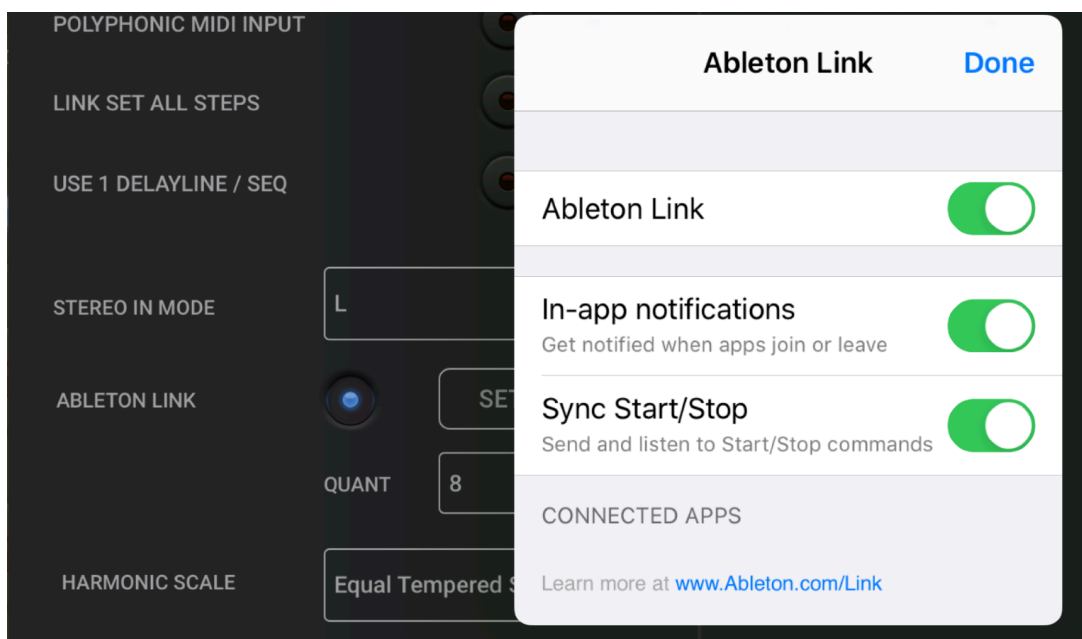 POLYPHONIC MIDI INPUT
LINK SET ALL STEPS
USE 1 DELAYLINE / SEQ
STEREO IN MODE
L
ABLETON LINK
QUANT
8
HARMONIC SCALE
Equal Tempered
Ableton Link
Done
Ableton Link
In-app notifications
Get notified when apps join or leave
Sync Start/Stop
Send and listen to Start/Stop commands
CONNECTED APPS
Learn more at www.Ableton.com/Link